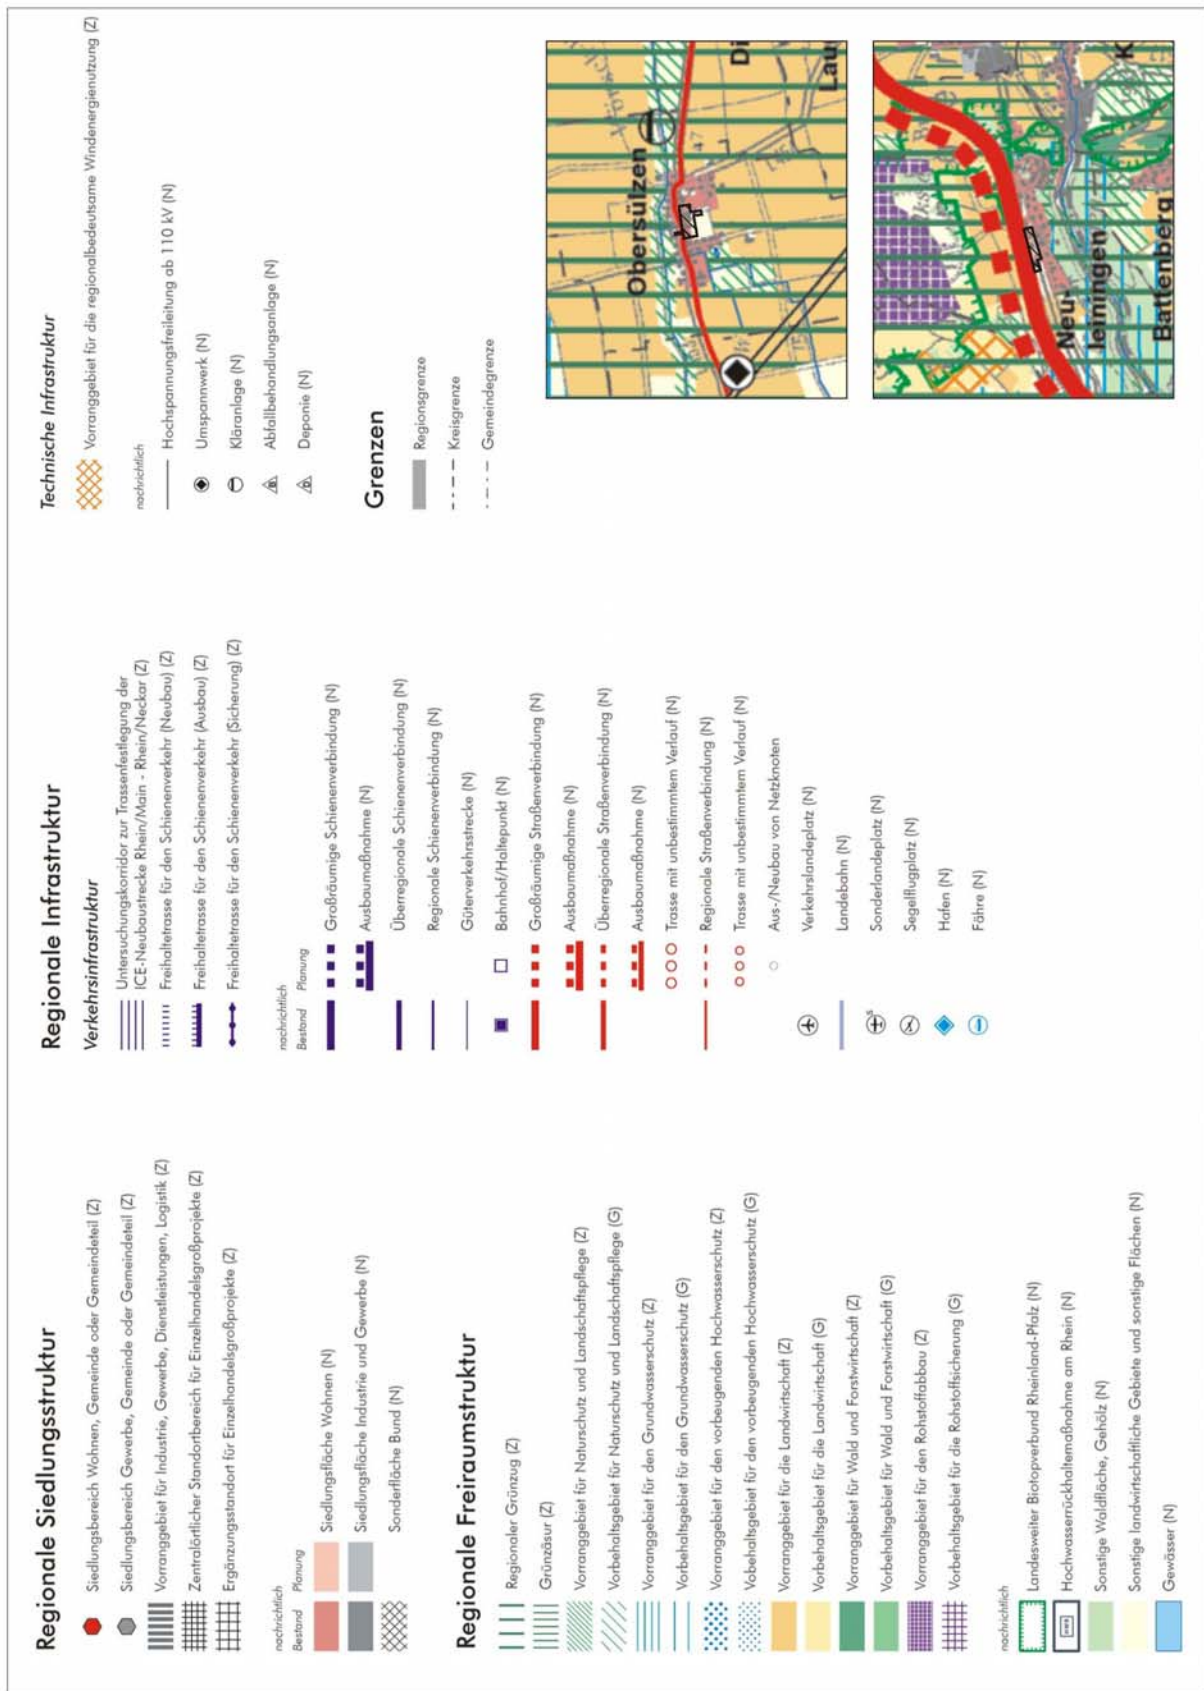 Regionale Siedlungsstruktur
Siedlungsbereich Wohnen, Gemeinde oder Gemeindeteil (Z)
Siedlungsbereich Gewerbe, Gemeinde oder Gemeindeteil (Z)
Vorranggebiet für Industrie, Gewerbe, Dienstleistungen, Logistik (Z)
Zentralörtlicher Standortbereich für Einzelhandelsgroßprojekte (Z)
Ergänzungsstandort für Einzelhandelsgroßprojekte (Z)
nachrichtlich
Bestand Planung
Siedlungsfläche Wohnen (N)
Siedlungsfläche Industrie und Gewerbe (N)
Sonderfläche Bund (N)
Regionale Freiraumstruktur
Regionaler Grünzug (Z)
Grünzäsur (Z)
Vorranggebiet für Naturschutz und Landschaftspflege (Z)
Vorbehaltsgebiet für Naturschutz und Landschaftspflege (G)
Vorranggebiet für den Grundwasserschutz (Z)
Vorbehaltsgebiet für den Grundwasserschutz (G)
Vorranggebiet für den vorbeugenden Hochwasserschutz (Z)
Vobehaltsgebiet für den vorbeugenden Hochwasserschutz (G)
Vorranggebiet für die Landwirtschaft (Z)
Vorbehaltsgebiet für die Landwirtschaft (G)
Vorranggebiet für Wald und Forstwirtschaft (Z)
Vorbehaltsgebiet für Wald und Forstwirtschaft (G)
Vorranggebiet für den Rohstoffabbau (Z)
Vorbehaltsgebiet für die Rohstoffsicherung (G)
nachrichtlich
Landesweiter Biotopverbund Rheinland-Pfalz (N)
Hochwasserrückhaltemaßnahme am Rhein (N)
Sonstige Waldfläche, Gehölz (N)
Sonstige landwirtschaftliche Gebiete und sonstige Flächen (N)
Gewässer (N)
Regionale Infrastruktur
Verkehrsinfrastruktur
Untersuchungskorridor zur Trassenfestlegung der
ICE-Neubaustrecke Rhein/Main - Rhein/Neckar (Z)
Freihaltetrasse für den Schienenverkehr (Neubau) (Z)
Freihaltetrasse für den Schienenverkehr (Ausbau) (Z)
Freihaltetrasse für den Schienenverkehr (Sicherung) (Z)
nachrichtlich
Bestand Planung
Großräumige Schienenverbindung (N)
Ausbaumaßnahme (N)
Überregionale Schienenverbindung (N)
Regionale Schienenverbindung (N)
Güterverkehrsstrecke (N)
Bahnhof/Haltepunkt (N)
Großräumige Straßenverbindung (N)
Ausbaumaßnahme (N)
Überregionale Straßenverbindung (N)
Ausbaumaßnahme (N)
Trasse mit unbestimmtem Verlauf (N)
Regionale Straßenverbindung (N)
Trasse mit unbestimmtem Verlauf (N)
Aus-/Neubau von Netzknoten
Verkehrslandeplatz (N)
Landebahn (N)
Sonderlandeplatz (N)
Segelflugplatz (N)
Hafen (N)
Fähre (N)
Technische Infrastruktur
Vorranggebiet für die regionalbedeutsame Windenergienutzung (Z)
nachrichtlich
Hochspannungsfreileitung ab 110 kV (N)
Umspannwerk (N)
Kläranlage (N)
Abfallbehandlungsanlage (N)
Deponie (N)
Grenzen
Regionsgrenze
Kreisgrenze
Gemeindegrenze
Obersülzen
Di
Lau
Neu-
leiningen
Battenberg
K